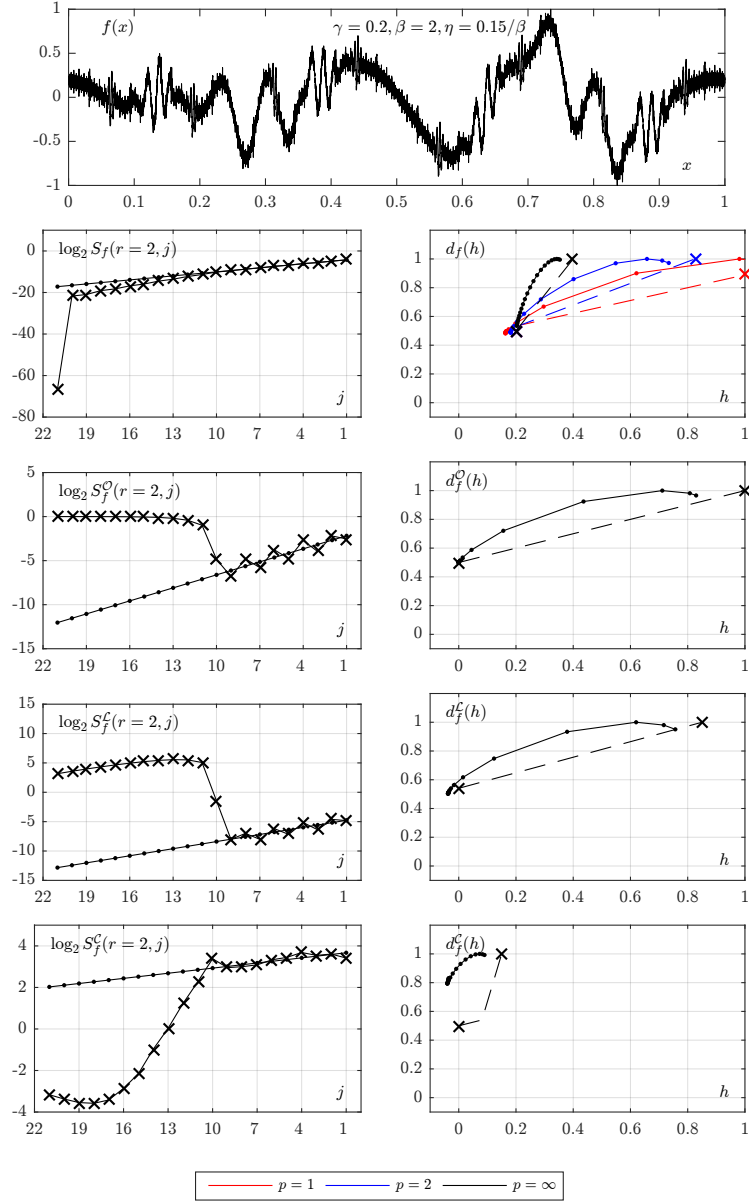 f(x) γ = 0.2, β = 2, η = 0.15/β
1
0.5
0
-0.5
-1
x
0 0.1 0.2 0.3 0.4 0.5 0.6 0.7 0.8 0.9 1
log₂ S_f(r = 2, j)
0
-20
-40
-60
-80
j
22 19 16 13 10 7 4 1
d_f(h)
1
0.8
0.6
0.4
0.2
0
h
0 0.2 0.4 0.6 0.8 1
log₂ S_f^𝒪(r = 2, j)
5
0
-5
-10
-15
j
22 19 16 13 10 7 4 1
d_f^𝒪(h)
1
0.8
0.6
0.4
0.2
0
h
0 0.2 0.4 0.6 0.8 1
log₂ S_f^ℒ(r = 2, j)
15
10
5
0
-5
-10
-15
j
22 19 16 13 10 7 4 1
d_f^ℒ(h)
1
0.8
0.6
0.4
0.2
0
h
0 0.2 0.4 0.6 0.8 1
log₂ S_f^𝒞(r = 2, j)
4
2
0
-2
-4
j
22 19 16 13 10 7 4 1
d_f^𝒞(h)
1
0.8
0.6
0.4
0.2
0
h
0 0.2 0.4 0.6 0.8 1
p = 1 p = 2 p = ∞